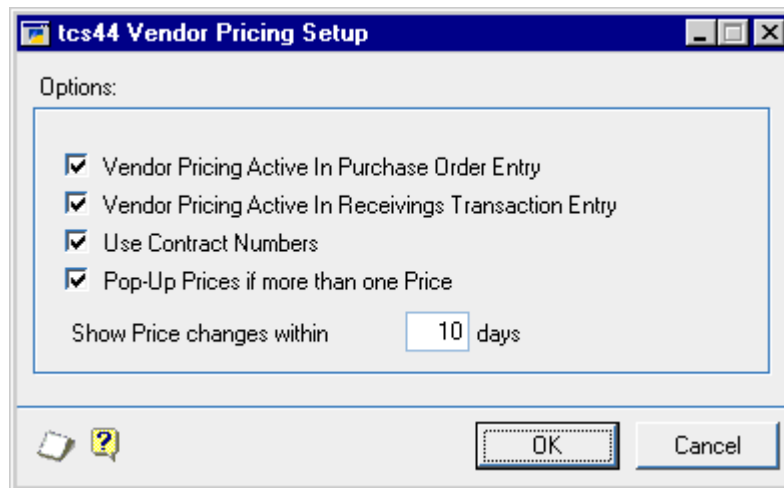 tcs44 Vendor Pricing Setup
Options:
Vendor Pricing Active In Purchase Order Entry
Vendor Pricing Active In Receivings Transaction Entry
Use Contract Numbers
Pop-Up Prices if more than one Price
Show Price changes within 10 days
? OK Cancel